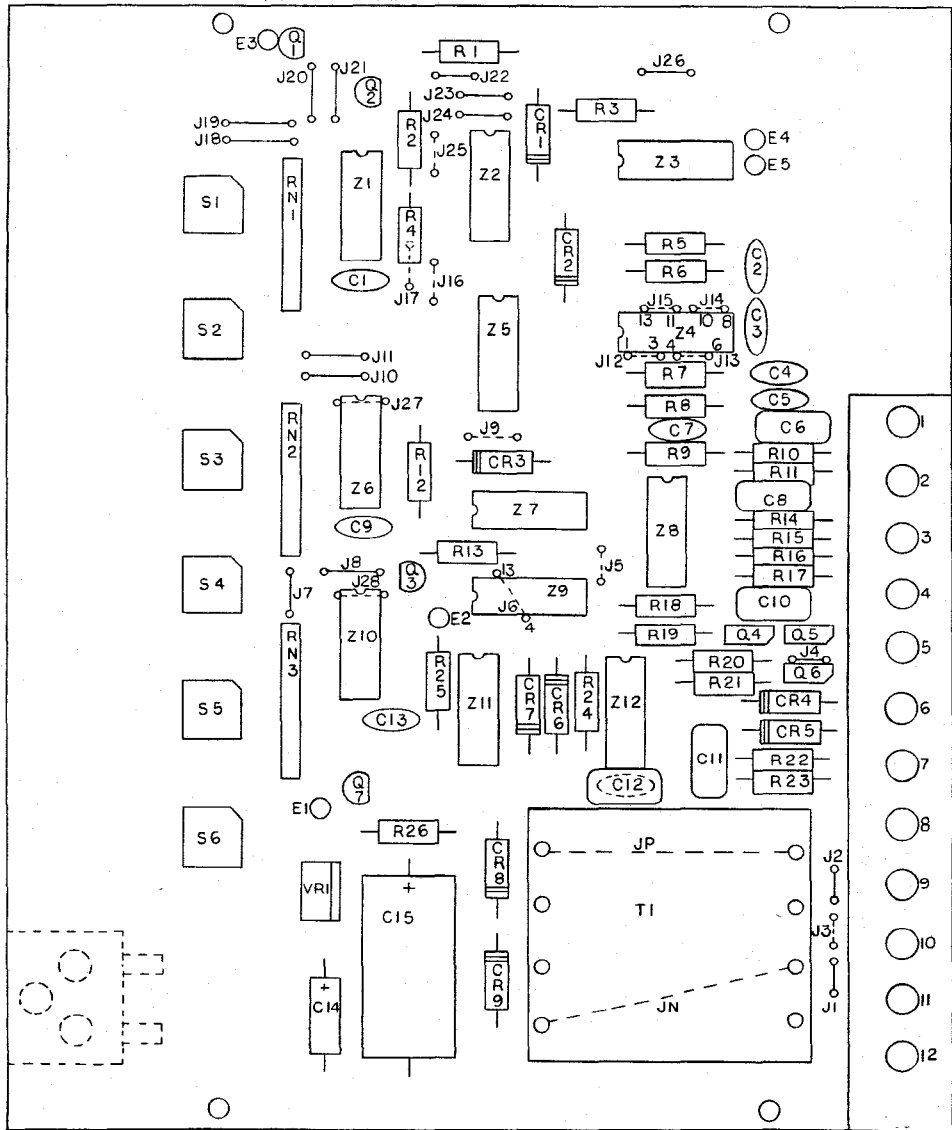 E3 Q1 R1
J20 J21 J22 J26
Q2 J23 CR1 R3
J19 J24
J18 R2 J25 E4
Z1 Z2 Z3 E5
S1 RN1
R4 CR2 R5 C2
C1 J17 J16 R6
J15 J14
13 11 10 8
S2 Z5 Z4 C3
1 3 4 6
J11 J12 J13
J10 R7 C4
J27 R8 C5
C7 C6 1
RN2 J9 R9 R10
S3 R12 CR3 R11 2
Z6 C8
Z7 Z8 R14
C9 R15 3
R13 R16
J8 Q3 13 J5 R17
S4 J7 J28 J6 Z9 R18 C10 4
4
E2 R19 Q4 Q5
Z10 J4 5
RN3 R25 R20 Q6
Z11 CR7 CR6 R24 Z12 R21
S5 CR4 6
C13 CR5
C11 R22 7
Q7 C12 R23
E1
S6 R26 8
CR8 JP J2
VR1 9
C15 + T1
J3 10
C14 + CR9 JN J1 11
12